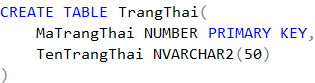 CREATE TABLE TrangThai(
    MaTrangThai NUMBER PRIMARY KEY,
    TenTrangThai NVARCHAR2(50)
)